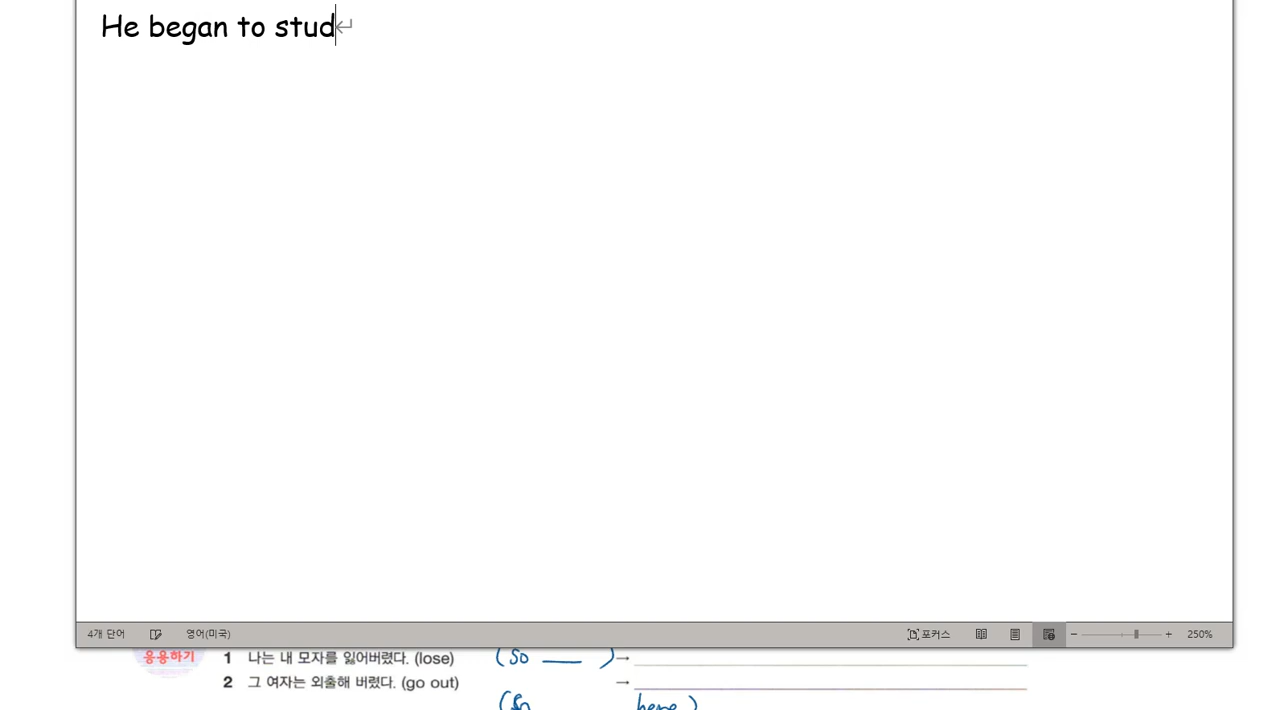 He began to stud
4개 단어 영어(미국) 포커스 250%
응용하기 1 나는 내 모자를 잃어버렸다. (lose) (So ___ )→
2 그 여자는 외출해 버렸다. (go out) →
(So here)